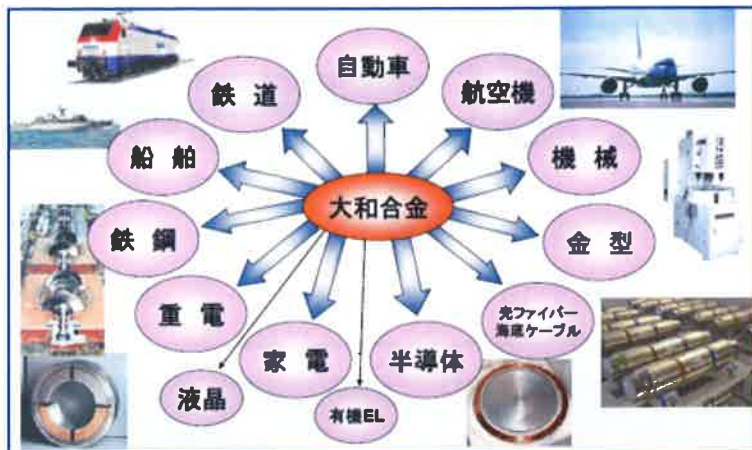 自動車
鉄道
航空機
船舶
機械
大和合金
鉄鋼
金型
重電
光ファイバー
海底ケーブル
家電
半導体
液晶
有機EL